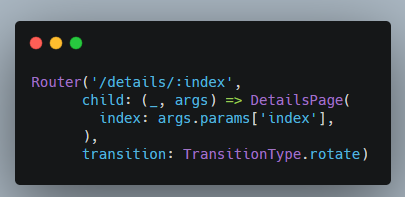 Router('/details/:index',
child: (_, args) => DetailsPage(
index: args.params['index'],
),
transition: TransitionType.rotate)